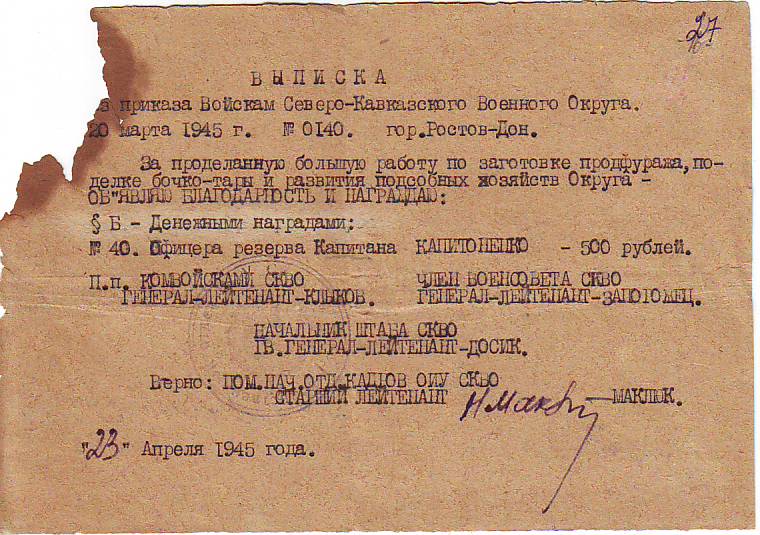 27
ВЫПИСКА
з приказа Войскам Северо-Кавказского Военного Округа.
20 марта 1945 г. № 0140. гор.Ростов-Дон.
За проделанную большую работу по заготовке продфуража, по-
делке бочко-тары и развития подсобных хозяйств Округа -
ОБ"ЯВЛЯЮ БЛАГОДАРНОСТЬ И НАГРАЖДАЮ:
§ Б - Денежными наградами:
№ 40. Офицера резерва Капитана КАПИТОНЕНКО - 500 рублей.
П.п. КОМВОЙСКАМИ СКВО ЧЛЕН ВОЕНСОВЕТА СКВО
ГЕНЕРАЛ-ЛЕЙТЕНАНТ-КЛЫКОВ. ГЕНЕРАЛ-ЛЕЙТЕНАНТ-ЗАПОРОЖЕЦ.
НАЧАЛЬНИК ШТАБА СКВО
ГВ.ГЕНЕРАЛ-ЛЕЙТЕНАНТ-ДОСИК.
Верно: ПОМ.НАЧ.ОТД.КАДРОВ ОИУ СКВО
СТАРШИЙ ЛЕЙТЕНАНТ -МАКЛЮК.
"23" Апреля 1945 года.